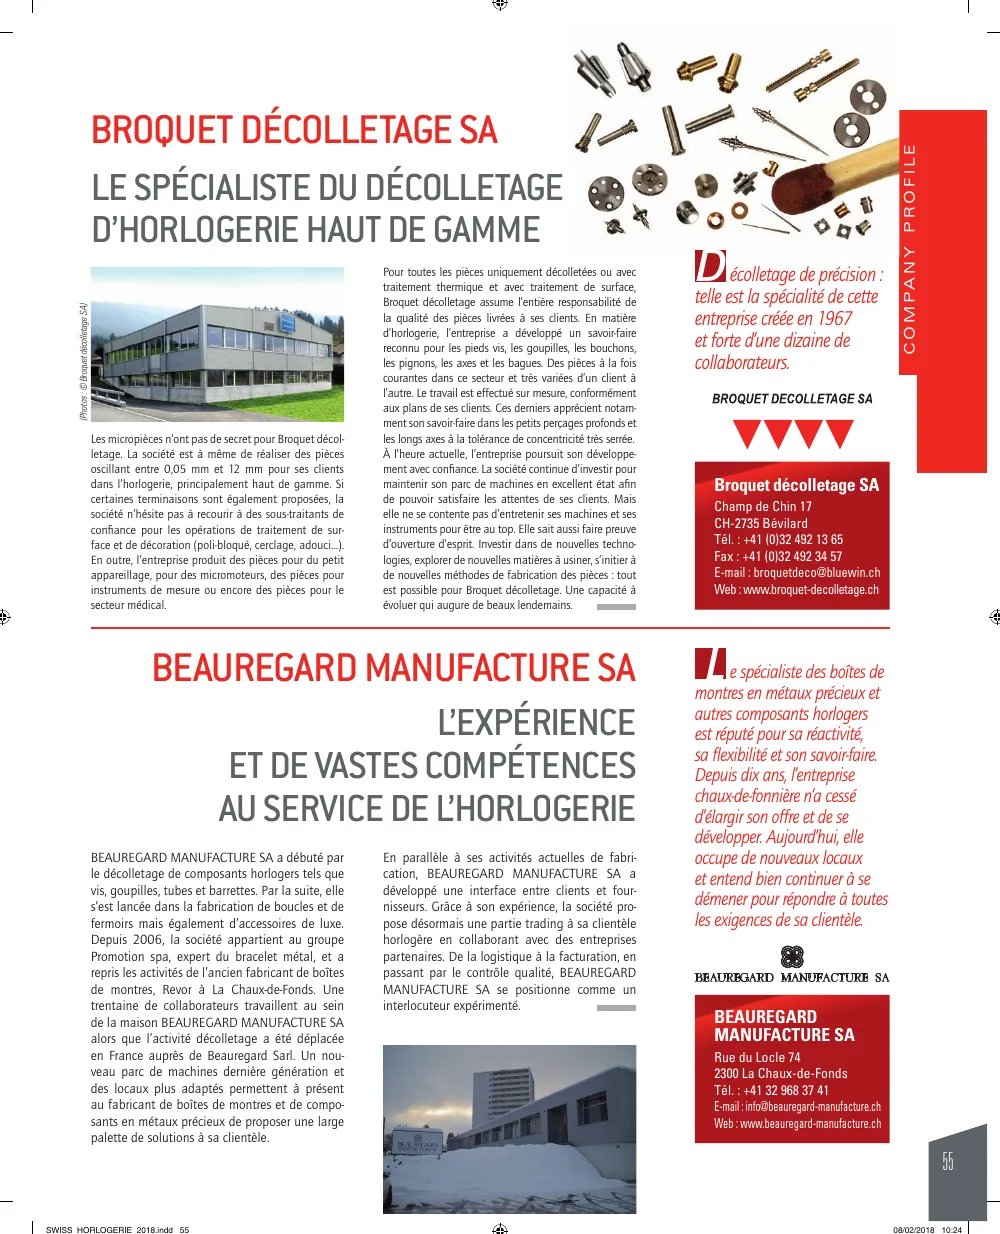 BROQUET DÉCOLLETAGE SA
LE SPÉCIALISTE DU DÉCOLLETAGE
D'HORLOGERIE HAUT DE GAMME
COMPANY PROFILE
(Photos : © Broquet décolletage SA)
Les micropièces n'ont pas de secret pour Broquet décol-
letage. La société est à même de réaliser des pièces
oscillant entre 0,05 mm et 12 mm pour ses clients
dans l'horlogerie, principalement haut de gamme. Si
certaines terminaisons sont également proposées, la
société n'hésite pas à recourir à des sous-traitants de
confiance pour les opérations de traitement de sur-
face et de décoration (poli-bloqué, cerclage, adouci...).
En outre, l'entreprise produit des pièces pour du petit
appareillage, pour des micromoteurs, des pièces pour
instruments de mesure ou encore des pièces pour le
secteur médical.
Pour toutes les pièces uniquement décolletées ou avec
traitement thermique et avec traitement de surface,
Broquet décolletage assume l'entière responsabilité de
la qualité des pièces livrées à ses clients. En matière
d'horlogerie, l'entreprise a développé un savoir-faire
reconnu pour les pieds vis, les goupilles, les bouchons,
les pignons, les axes et les bagues. Des pièces à la fois
courantes dans ce secteur et très variées d'un client à
l'autre. Le travail est effectué sur mesure, conformément
aux plans de ses clients. Ces derniers apprécient notam-
ment son savoir-faire dans les petits perçages profonds et
les longs axes à la tolérance de concentricité très serrée.
À l'heure actuelle, l'entreprise poursuit son développe-
ment avec confiance. La société continue d'investir pour
maintenir son parc de machines en excellent état afin
de pouvoir satisfaire les attentes de ses clients. Mais
elle ne se contente pas d'entretenir ses machines et ses
instruments pour être au top. Elle sait aussi faire preuve
d'ouverture d'esprit. Investir dans de nouvelles techno-
logies, explorer de nouvelles matières à usiner, s'initier à
de nouvelles méthodes de fabrication des pièces : tout
est possible pour Broquet décolletage. Une capacité à
évoluer qui augure de beaux lendemains.
Décolletage de précision :
telle est la spécialité de cette
entreprise créée en 1967
et forte d'une dizaine de
collaborateurs.
BROQUET DECOLLETAGE SA
Broquet décolletage SA
Champ de Chin 17
CH-2735 Bévilard
Tél. : +41 (0)32 492 13 65
Fax : +41 (0)32 492 34 57
E-mail : broquetdeco@bluewin.ch
Web : www.broquet-decolletage.ch
BEAUREGARD MANUFACTURE SA
L'EXPÉRIENCE
ET DE VASTES COMPÉTENCES
AU SERVICE DE L'HORLOGERIE
BEAUREGARD MANUFACTURE SA a débuté par
le décolletage de composants horlogers tels que
vis, goupilles, tubes et barrettes. Par la suite, elle
s'est lancée dans la fabrication de boucles et de
fermoirs mais également d'accessoires de luxe.
Depuis 2006, la société appartient au groupe
Promotion spa, expert du bracelet métal, et a
repris les activités de l'ancien fabricant de boîtes
de montres, Revor à La Chaux-de-Fonds. Une
trentaine de collaborateurs travaillent au sein
de la maison BEAUREGARD MANUFACTURE SA
alors que l'activité décolletage a été déplacée
en France auprès de Beauregard Sarl. Un nou-
veau parc de machines dernière génération et
des locaux plus adaptés permettent à présent
au fabricant de boîtes de montres et de compo-
sants en métaux précieux de proposer une large
palette de solutions à sa clientèle.
En parallèle à ses activités actuelles de fabri-
cation, BEAUREGARD MANUFACTURE SA a
développé une interface entre clients et four-
nisseurs. Grâce à son expérience, la société pro-
pose désormais une partie trading à sa clientèle
horlogère en collaborant avec des entreprises
partenaires. De la logistique à la facturation, en
passant par le contrôle qualité, BEAUREGARD
MANUFACTURE SA se positionne comme un
interlocuteur expérimenté.
BEAUREGARD
MANUFACTURE SA
Le spécialiste des boîtes de
montres en métaux précieux et
autres composants horlogers
est réputé pour sa réactivité,
sa flexibilité et son savoir-faire.
Depuis dix ans, l'entreprise
chaux-de-fonnière n'a cessé
d'élargir son offre et de se
développer. Aujourd'hui, elle
occupe de nouveaux locaux
et entend bien continuer à se
démener pour répondre à toutes
les exigences de sa clientèle.
BEAUREGARD MANUFACTURE SA
BEAUREGARD
MANUFACTURE SA
Rue du Locle 74
2300 La Chaux-de-Fonds
Tél. : +41 32 968 37 41
E-mail : info@beauregard-manufacture.ch
Web : www.beauregard-manufacture.ch
55
SWISS_HORLOGERIE_2018.indd 55
08/02/2018 10:24